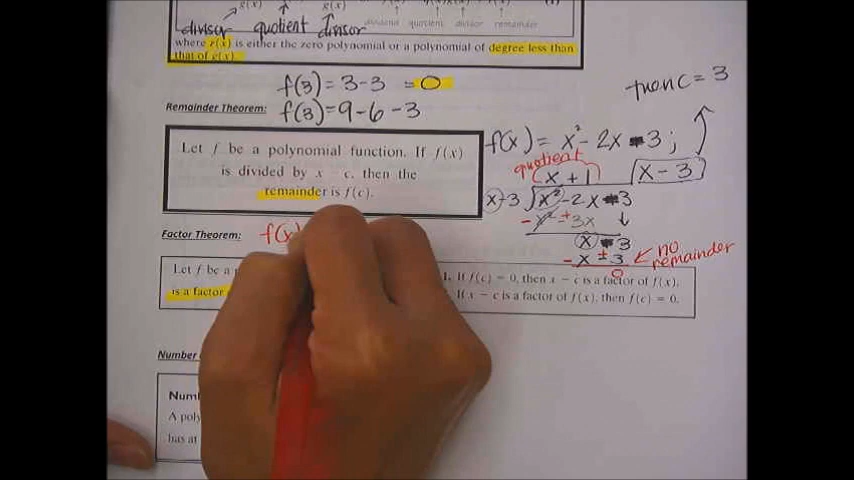 g(x) g(x)
divisor quotient divisor
dividend quotient divisor remainder
where r(x) is either the zero polynomial or a polynomial of degree less than
that of g(x).
f(3) = 3-3 = 0
then c = 3
Remainder Theorem: f(3) = 9-6-3
f(x) = x² - 2x - 3 ;
Let f be a polynomial function. If f(x)
is divided by x - c, then the
remainder is f(c).
quotient
x + 1
x - 3
x-3 x² - 2x - 3
- x² ± 3x
Factor Theorem: f(x)
x - 3
- x ± 3
0
no
remainder
Let f be a
is a factor
1. If f(c) = 0, then x - c is a factor of f(x).
If x - c is a factor of f(x), then f(c) = 0.
Number
Num
A poly
has at